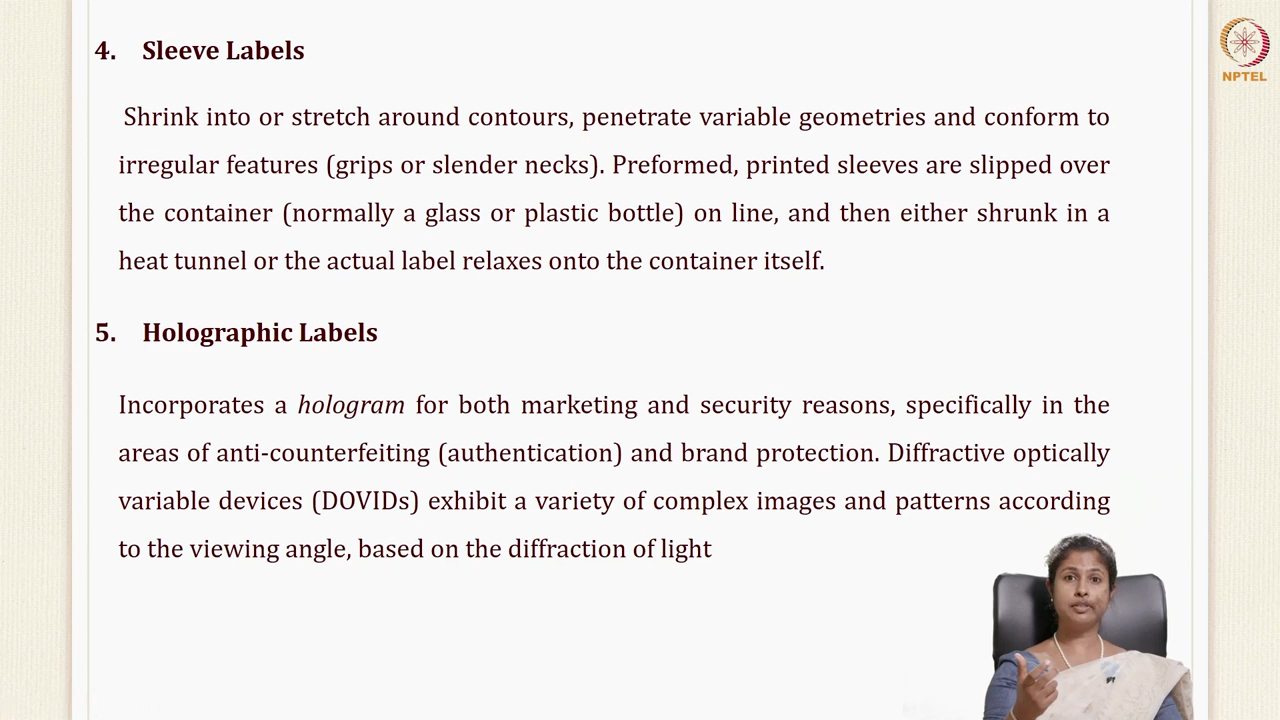 4. Sleeve Labels
Shrink into or stretch around contours, penetrate variable geometries and conform to
irregular features (grips or slender necks). Preformed, printed sleeves are slipped over
the container (normally a glass or plastic bottle) on line, and then either shrunk in a
heat tunnel or the actual label relaxes onto the container itself.
5. Holographic Labels
Incorporates a hologram for both marketing and security reasons, specifically in the
areas of anti-counterfeiting (authentication) and brand protection. Diffractive optically
variable devices (DOVIDs) exhibit a variety of complex images and patterns according
to the viewing angle, based on the diffraction of light
NPTEL